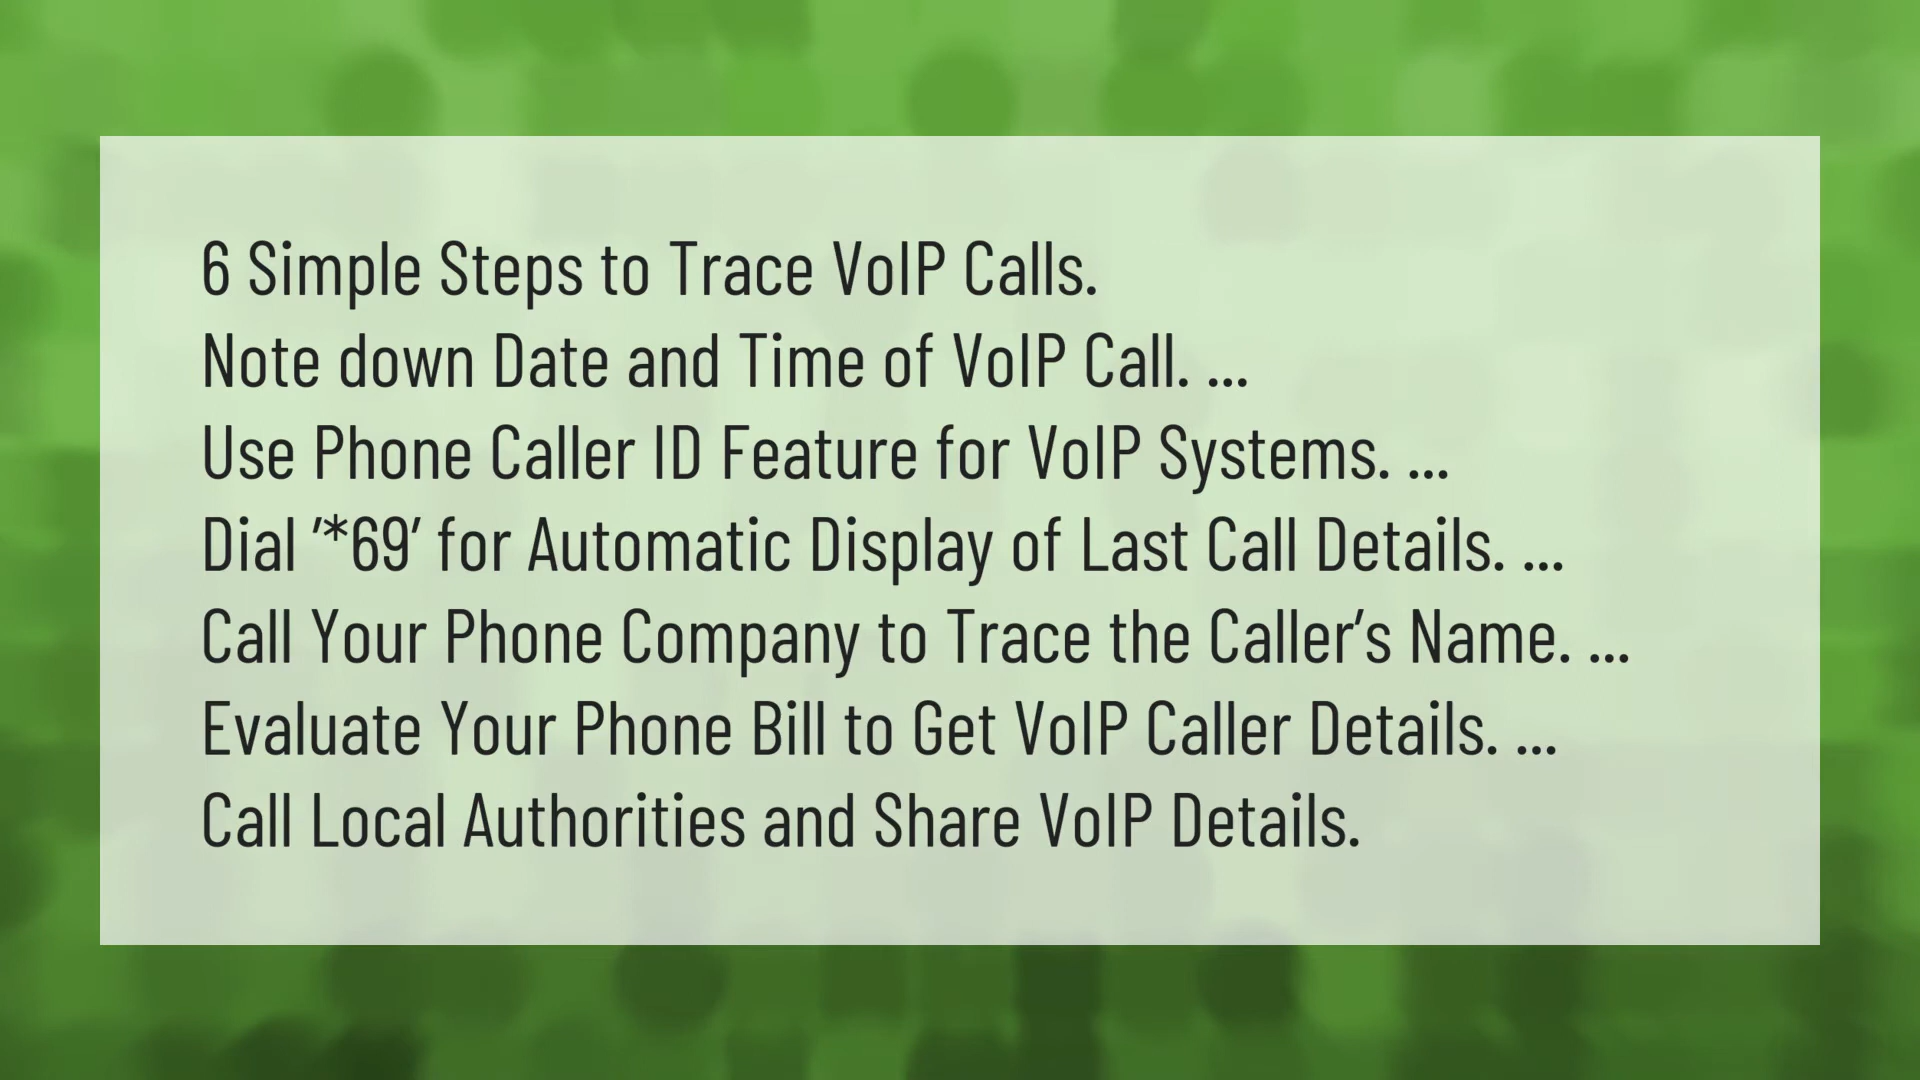 6 Simple Steps to Trace VoIP Calls.
Note down Date and Time of VoIP Call. ...
Use Phone Caller ID Feature for VoIP Systems. ...
Dial ’*69’ for Automatic Display of Last Call Details. ...
Call Your Phone Company to Trace the Caller’s Name. ...
Evaluate Your Phone Bill to Get VoIP Caller Details. ...
Call Local Authorities and Share VoIP Details.